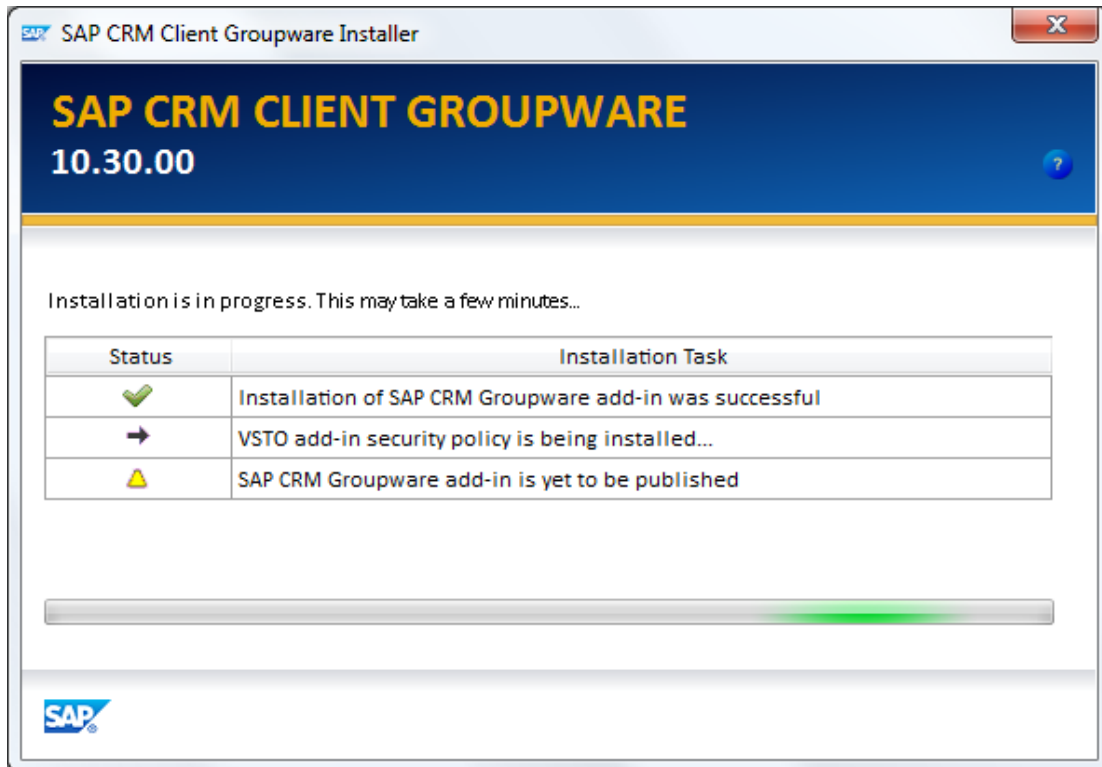 SAP CRM Client Groupware Installer
SAP CRM CLIENT GROUPWARE
10.30.00
?
Installation is in progress. This may take a few minutes...
Status Installation Task
Installation of SAP CRM Groupware add-in was successful
VSTO add-in security policy is being installed...
SAP CRM Groupware add-in is yet to be published
SAP